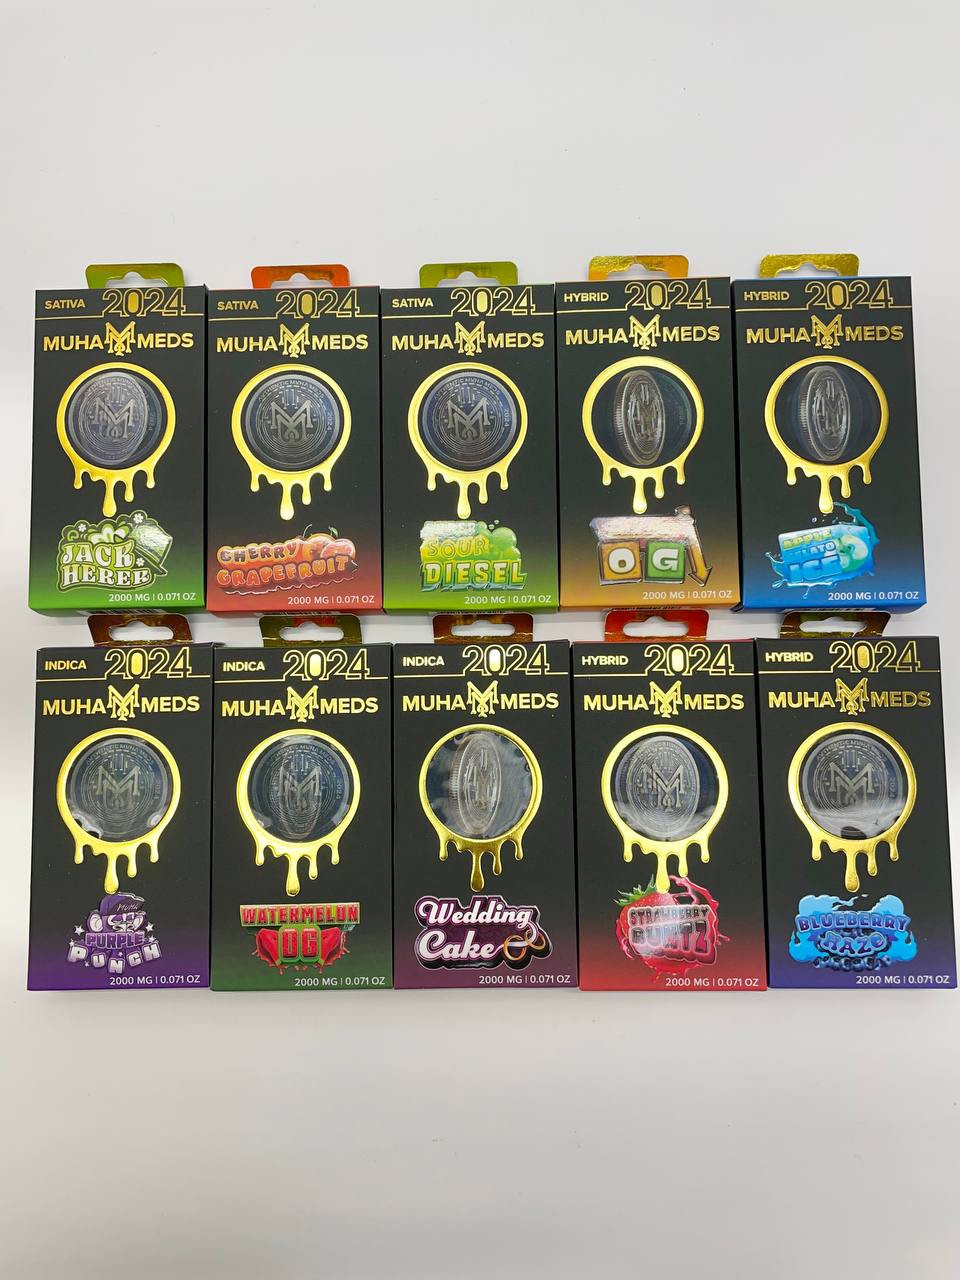 SATIVA 2024
MUHA MEDS
JACK
HERER
2000 MG | 0.071 OZ
SATIVA 2024
MUHA MEDS
CHERRY
GRAPEFRUIT
2000 MG | 0.071 OZ
SATIVA 2024
MUHA MEDS
SOUR
DIESEL
2000 MG | 0.071 OZ
HYBRID 2024
MUHA MEDS
OG
2000 MG | 0.071 OZ
HYBRID 2024
MUHA MEDS
APPLE
ICE
2000 MG | 0.071 OZ
INDICA 2024
MUHA MEDS
PURPLE
PUNCH
2000 MG | 0.071 OZ
INDICA 2024
MUHA MEDS
WATERMELON
OG
2000 MG | 0.071 OZ
INDICA 2024
MUHA MEDS
Wedding
Cake
2000 MG | 0.071 OZ
HYBRID 2024
MUHA MEDS
STRAWBERRY
RUNTZ
2000 MG | 0.071 OZ
HYBRID 2024
MUHA MEDS
BLUEBERRY
RAZO
2000 MG | 0.071 OZ